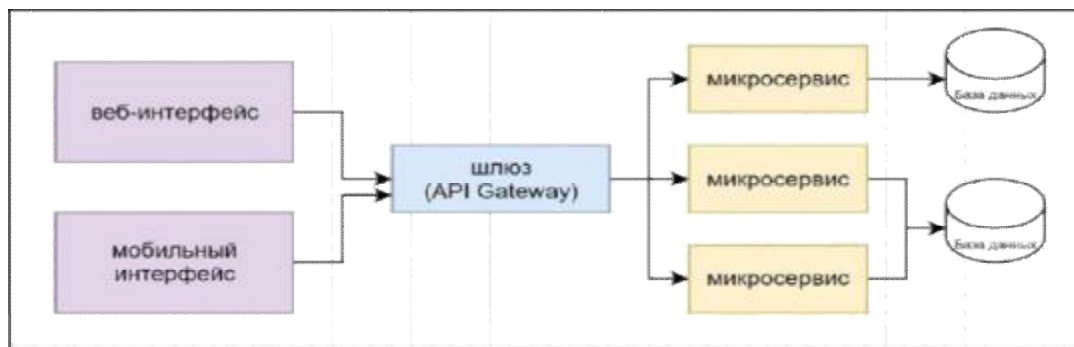 веб-интерфейс
мобильный
интерфейс
шлюз
(API Gateway)
микросервис
микросервис
микросервис
База данных
База данных